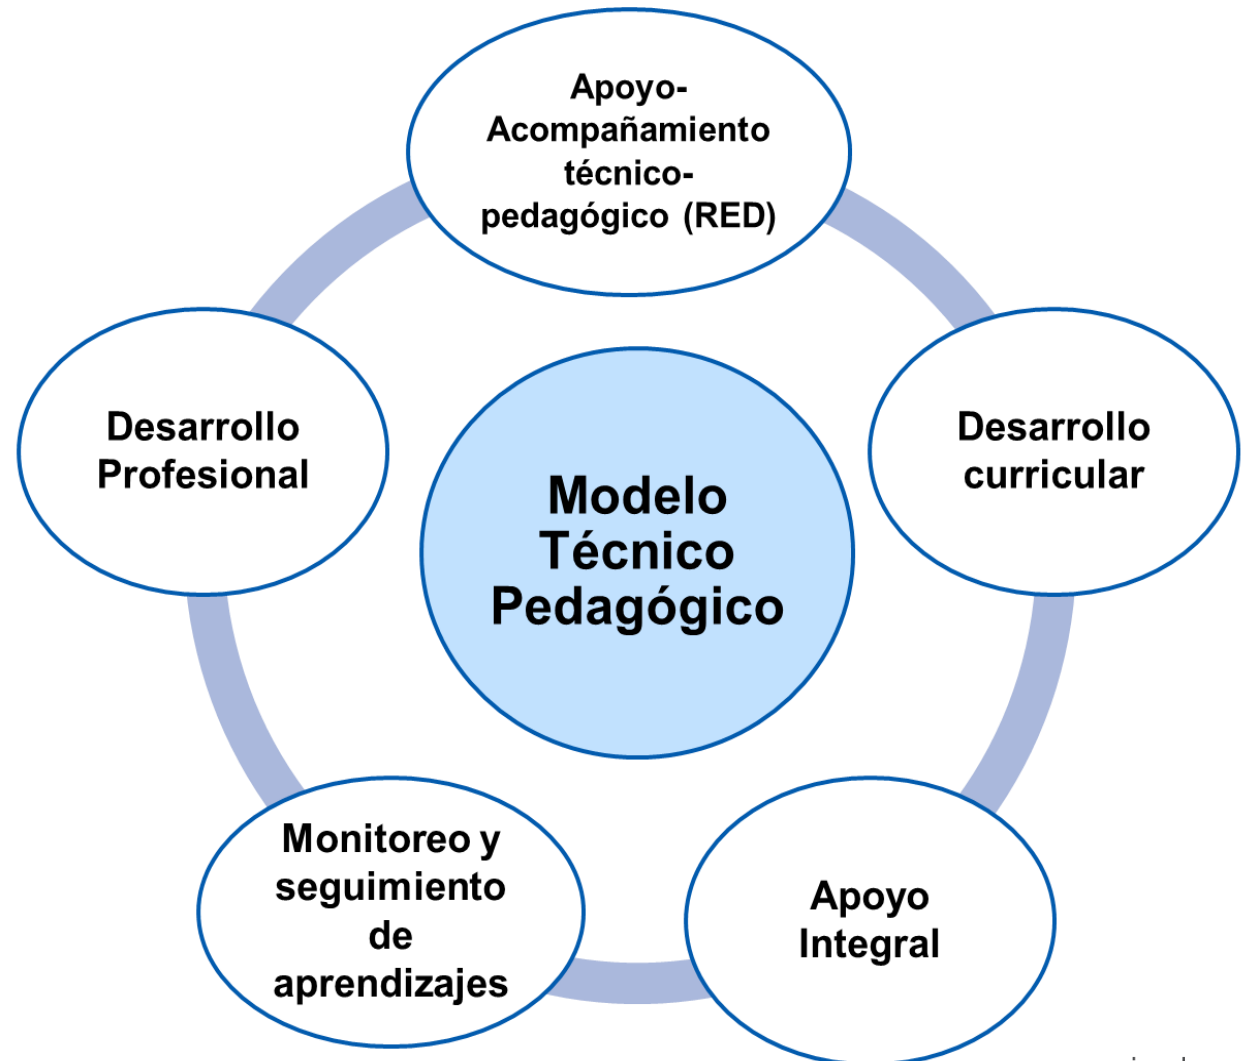 Apoyo-
Acompañamiento
técnico-
pedagógico (RED)
Desarrollo
Profesional
Desarrollo
curricular
Modelo
Técnico
Pedagógico
Monitoreo y
seguimiento
de
aprendizajes
Apoyo
Integral